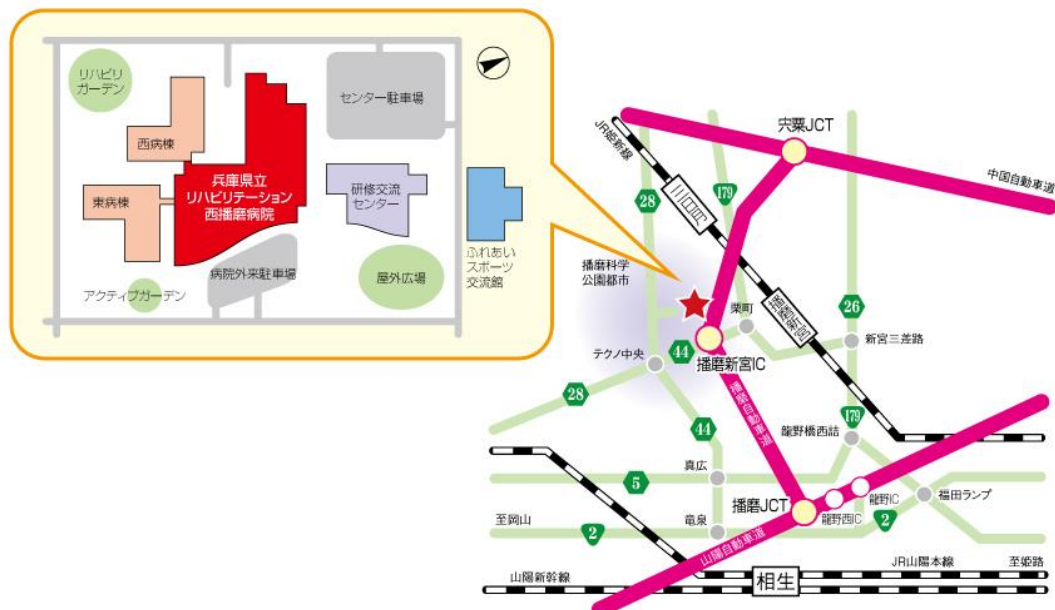 リハビリ
ガーデン
センター駐車場
西病棟
兵庫県立
リハビリテーション
西播磨病院
東病棟
研修交流
センター
ふれあい
スポーツ
交流館
病院外来駐車場
屋外広場
アクティブガーデン
宍粟JCT
JR姫新線
中国自動車道
179
28
三日月
播磨科学
公園都市
栗町
播磨新宮
26
新宮三差路
テクノ中央
44
播磨新宮IC
28
播磨自動車道
179
44
龍野橋西詰
真広
5
播磨JCT
龍野IC
福田ランプ
龍野西IC
至岡山
2
竜泉
2
山陽自動車道
JR山陽本線
至姫路
山陽新幹線
相生